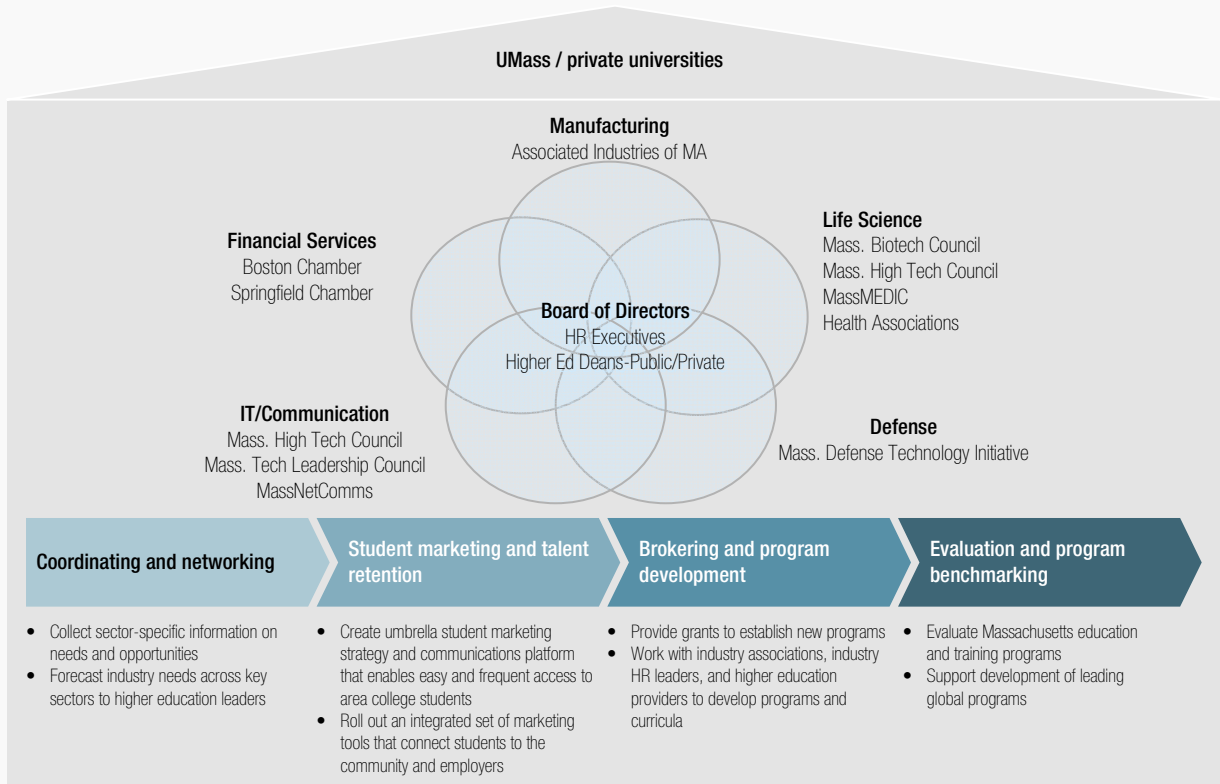 UMass / private universities
Manufacturing
Associated Industries of MA
Financial Services
Boston Chamber
Springfield Chamber
Life Science
Mass. Biotech Council
Mass. High Tech Council
MassMEDIC
Health Associations
Board of Directors
HR Executives
Higher Ed Deans-Public/Private
IT/Communication
Mass. High Tech Council
Mass. Tech Leadership Council
MassNetComms
Defense
Mass. Defense Technology Initiative
Coordinating and networking
• Collect sector-specific information on
needs and opportunities
• Forecast industry needs across key
sectors to higher education leaders
Student marketing and talent
retention
• Create umbrella student marketing
strategy and communications platform
that enables easy and frequent access to
area college students
• Roll out an integrated set of marketing
tools that connect students to the
community and employers
Brokering and program
development
• Provide grants to establish new programs
• Work with industry associations, industry
HR leaders, and higher education
providers to develop programs and
curricula
Evaluation and program
benchmarking
• Evaluate Massachusetts education
and training programs
• Support development of leading
global programs